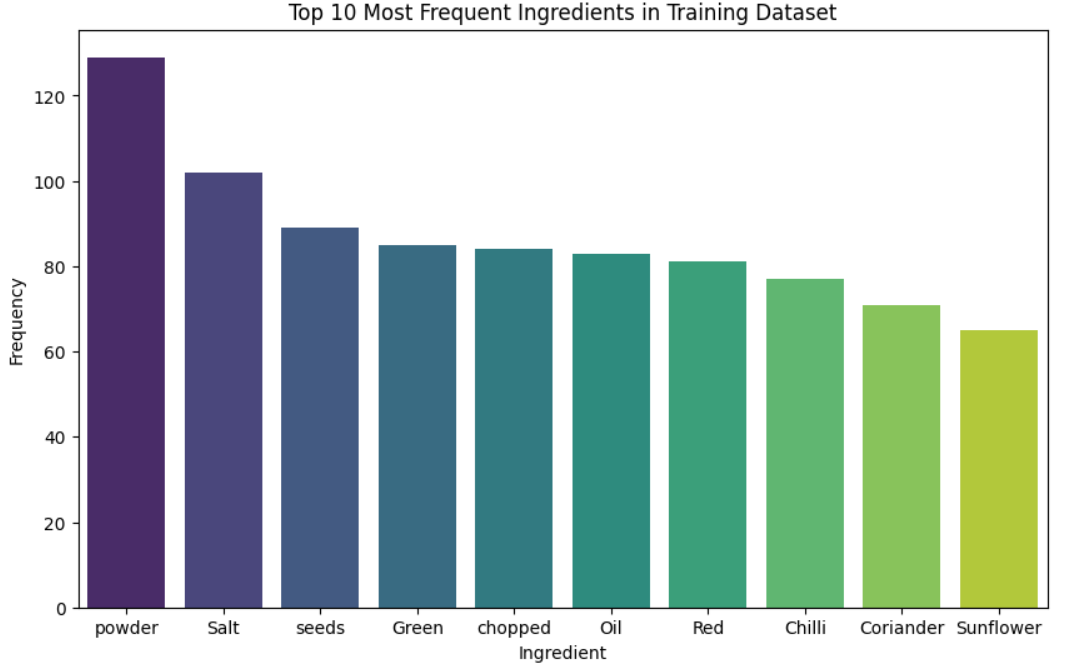 Top 10 Most Frequent Ingredients in Training Dataset
120
100
80
60
40
20
0
Frequency
powder Salt seeds Green chopped Oil Red Chilli Coriander Sunflower
Ingredient